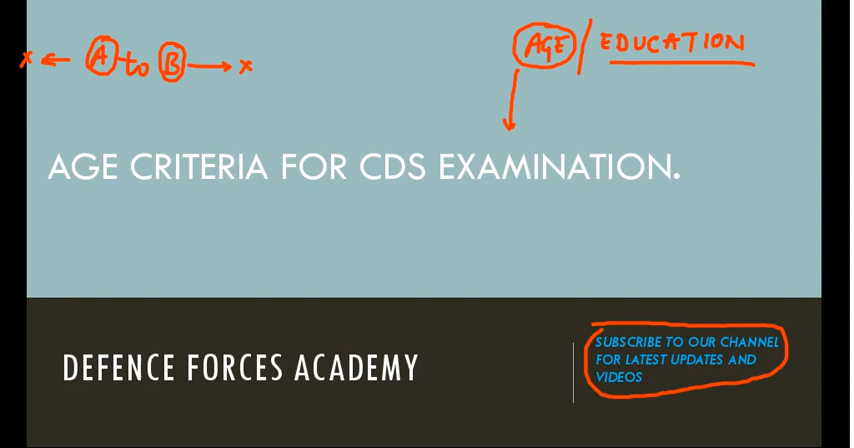 x ← A to B → x
AGE / EDUCATION
AGE CRITERIA FOR CDS EXAMINATION.
DEFENCE FORCES ACADEMY
SUBSCRIBE TO OUR CHANNEL
FOR LATEST UPDATES AND
VIDEOS